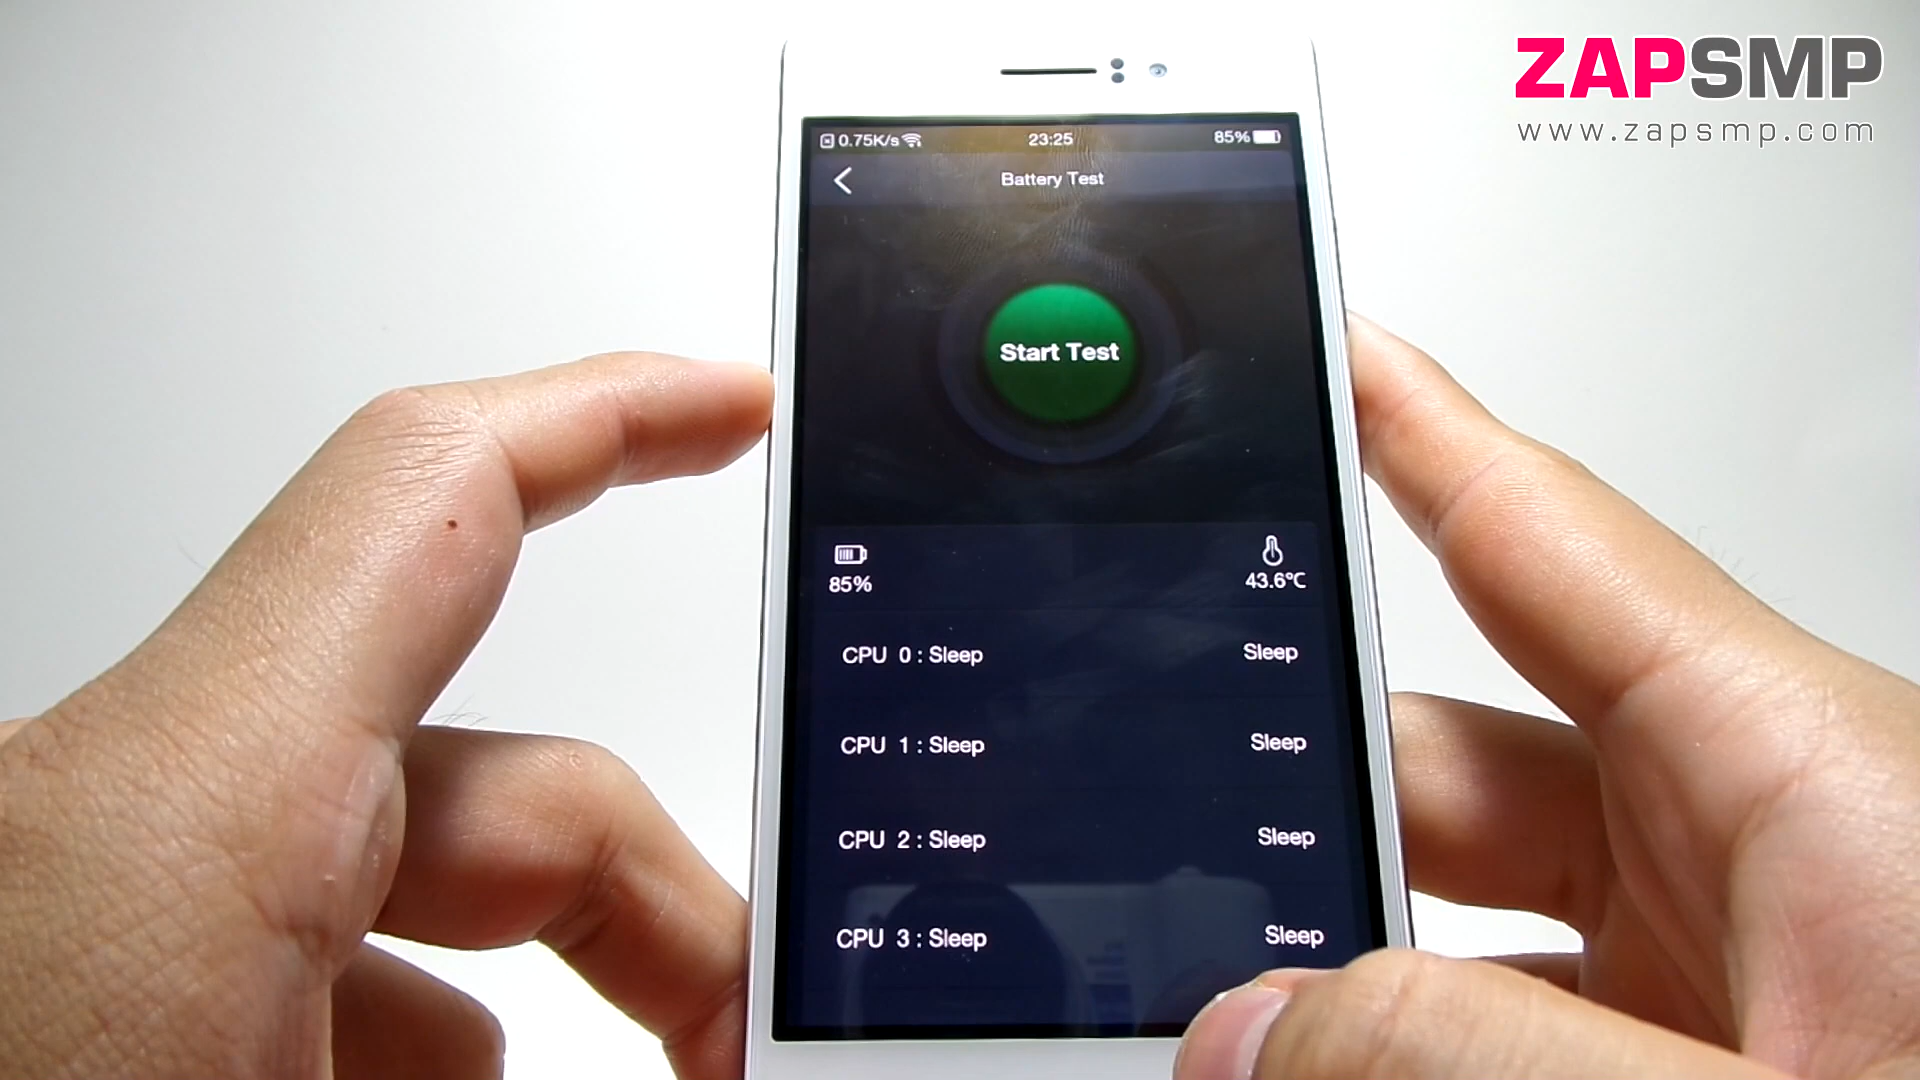 ZAPSMP
www.zapsmp.com
0.75K/s 23:25 85%
Battery Test
Start Test
85% 43.6℃
CPU 0 : Sleep Sleep
CPU 1 : Sleep Sleep
CPU 2 : Sleep Sleep
CPU 3 : Sleep Sleep